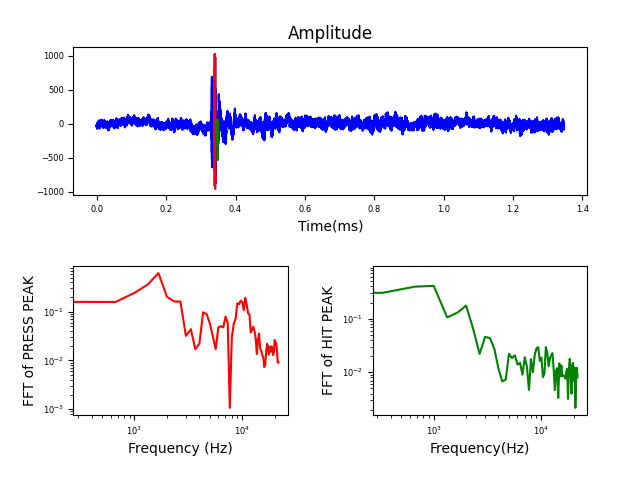 Amplitude
1000
500
0
−500
−1000
0.0 0.2 0.4 0.6 0.8 1.0 1.2 1.4
Time(ms)
FFT of PRESS PEAK
10⁻¹
10⁻²
10⁻³
10³ 10⁴
Frequency (Hz)
FFT of HIT PEAK
10⁻¹
10⁻²
10³ 10⁴
Frequency(Hz)